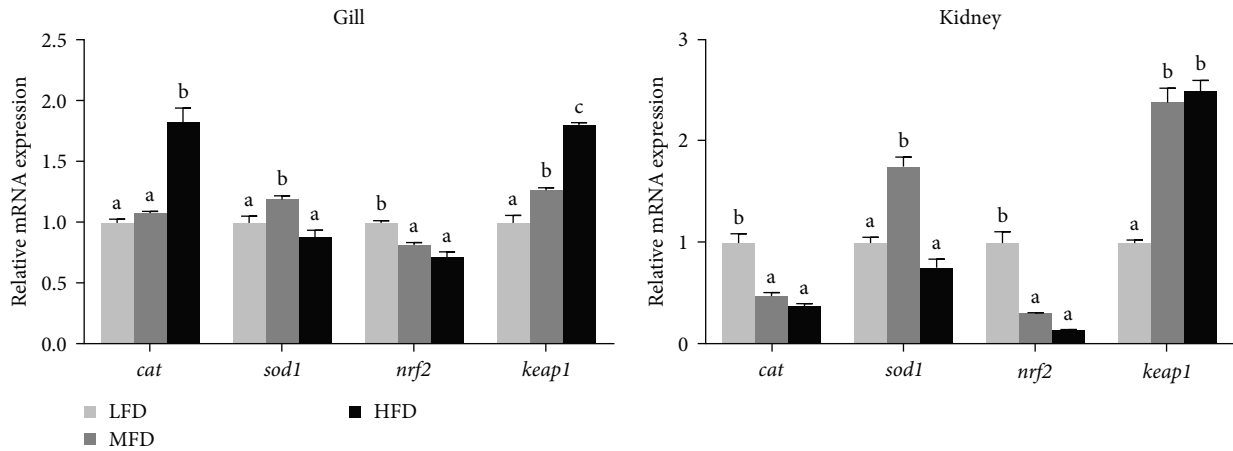 Gill
Relative mRNA expression
2.5
2.0
1.5
1.0
0.5
0.0
a a b
a b a
b a a
a b c
cat sod1 nrf2 keap1
LFD
MFD
HFD
Kidney
Relative mRNA expression
3
2
1
0
b a a
a b a
b a a
a b b
cat sod1 nrf2 keap1